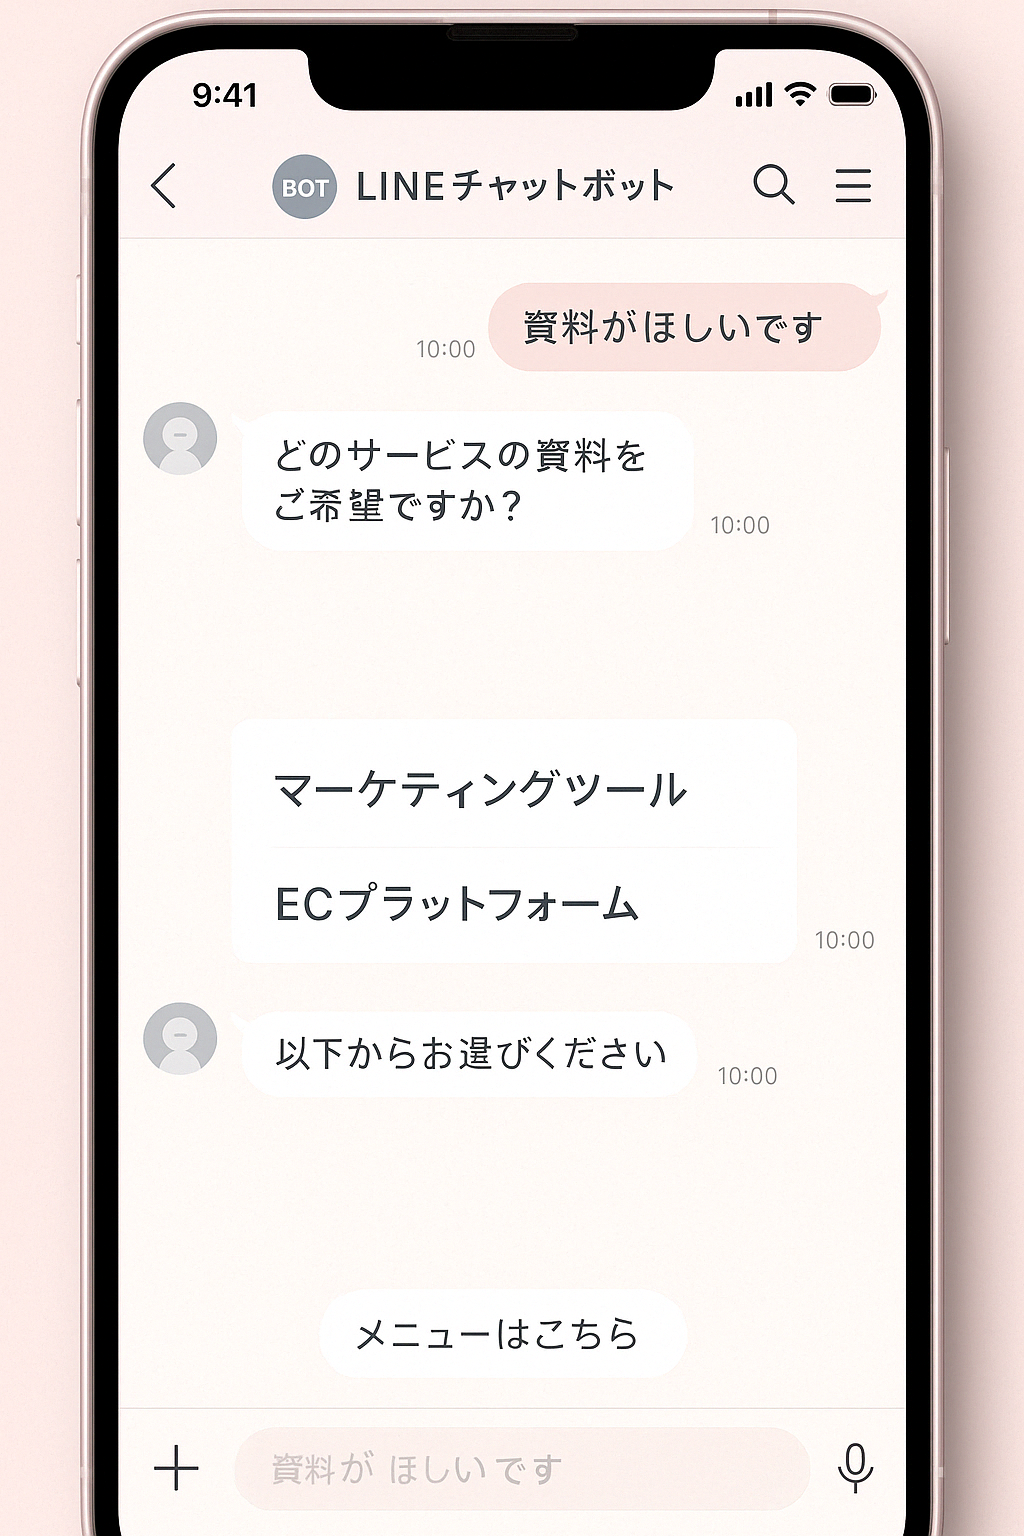 9:41
BOT LINEチャットボット
資料がほしいです
10:00
どのサービスの資料を
ご希望ですか？
10:00
マーケティングツール
ECプラットフォーム
10:00
以下からお選びください
10:00
メニューはこちら
資料が ほしいです